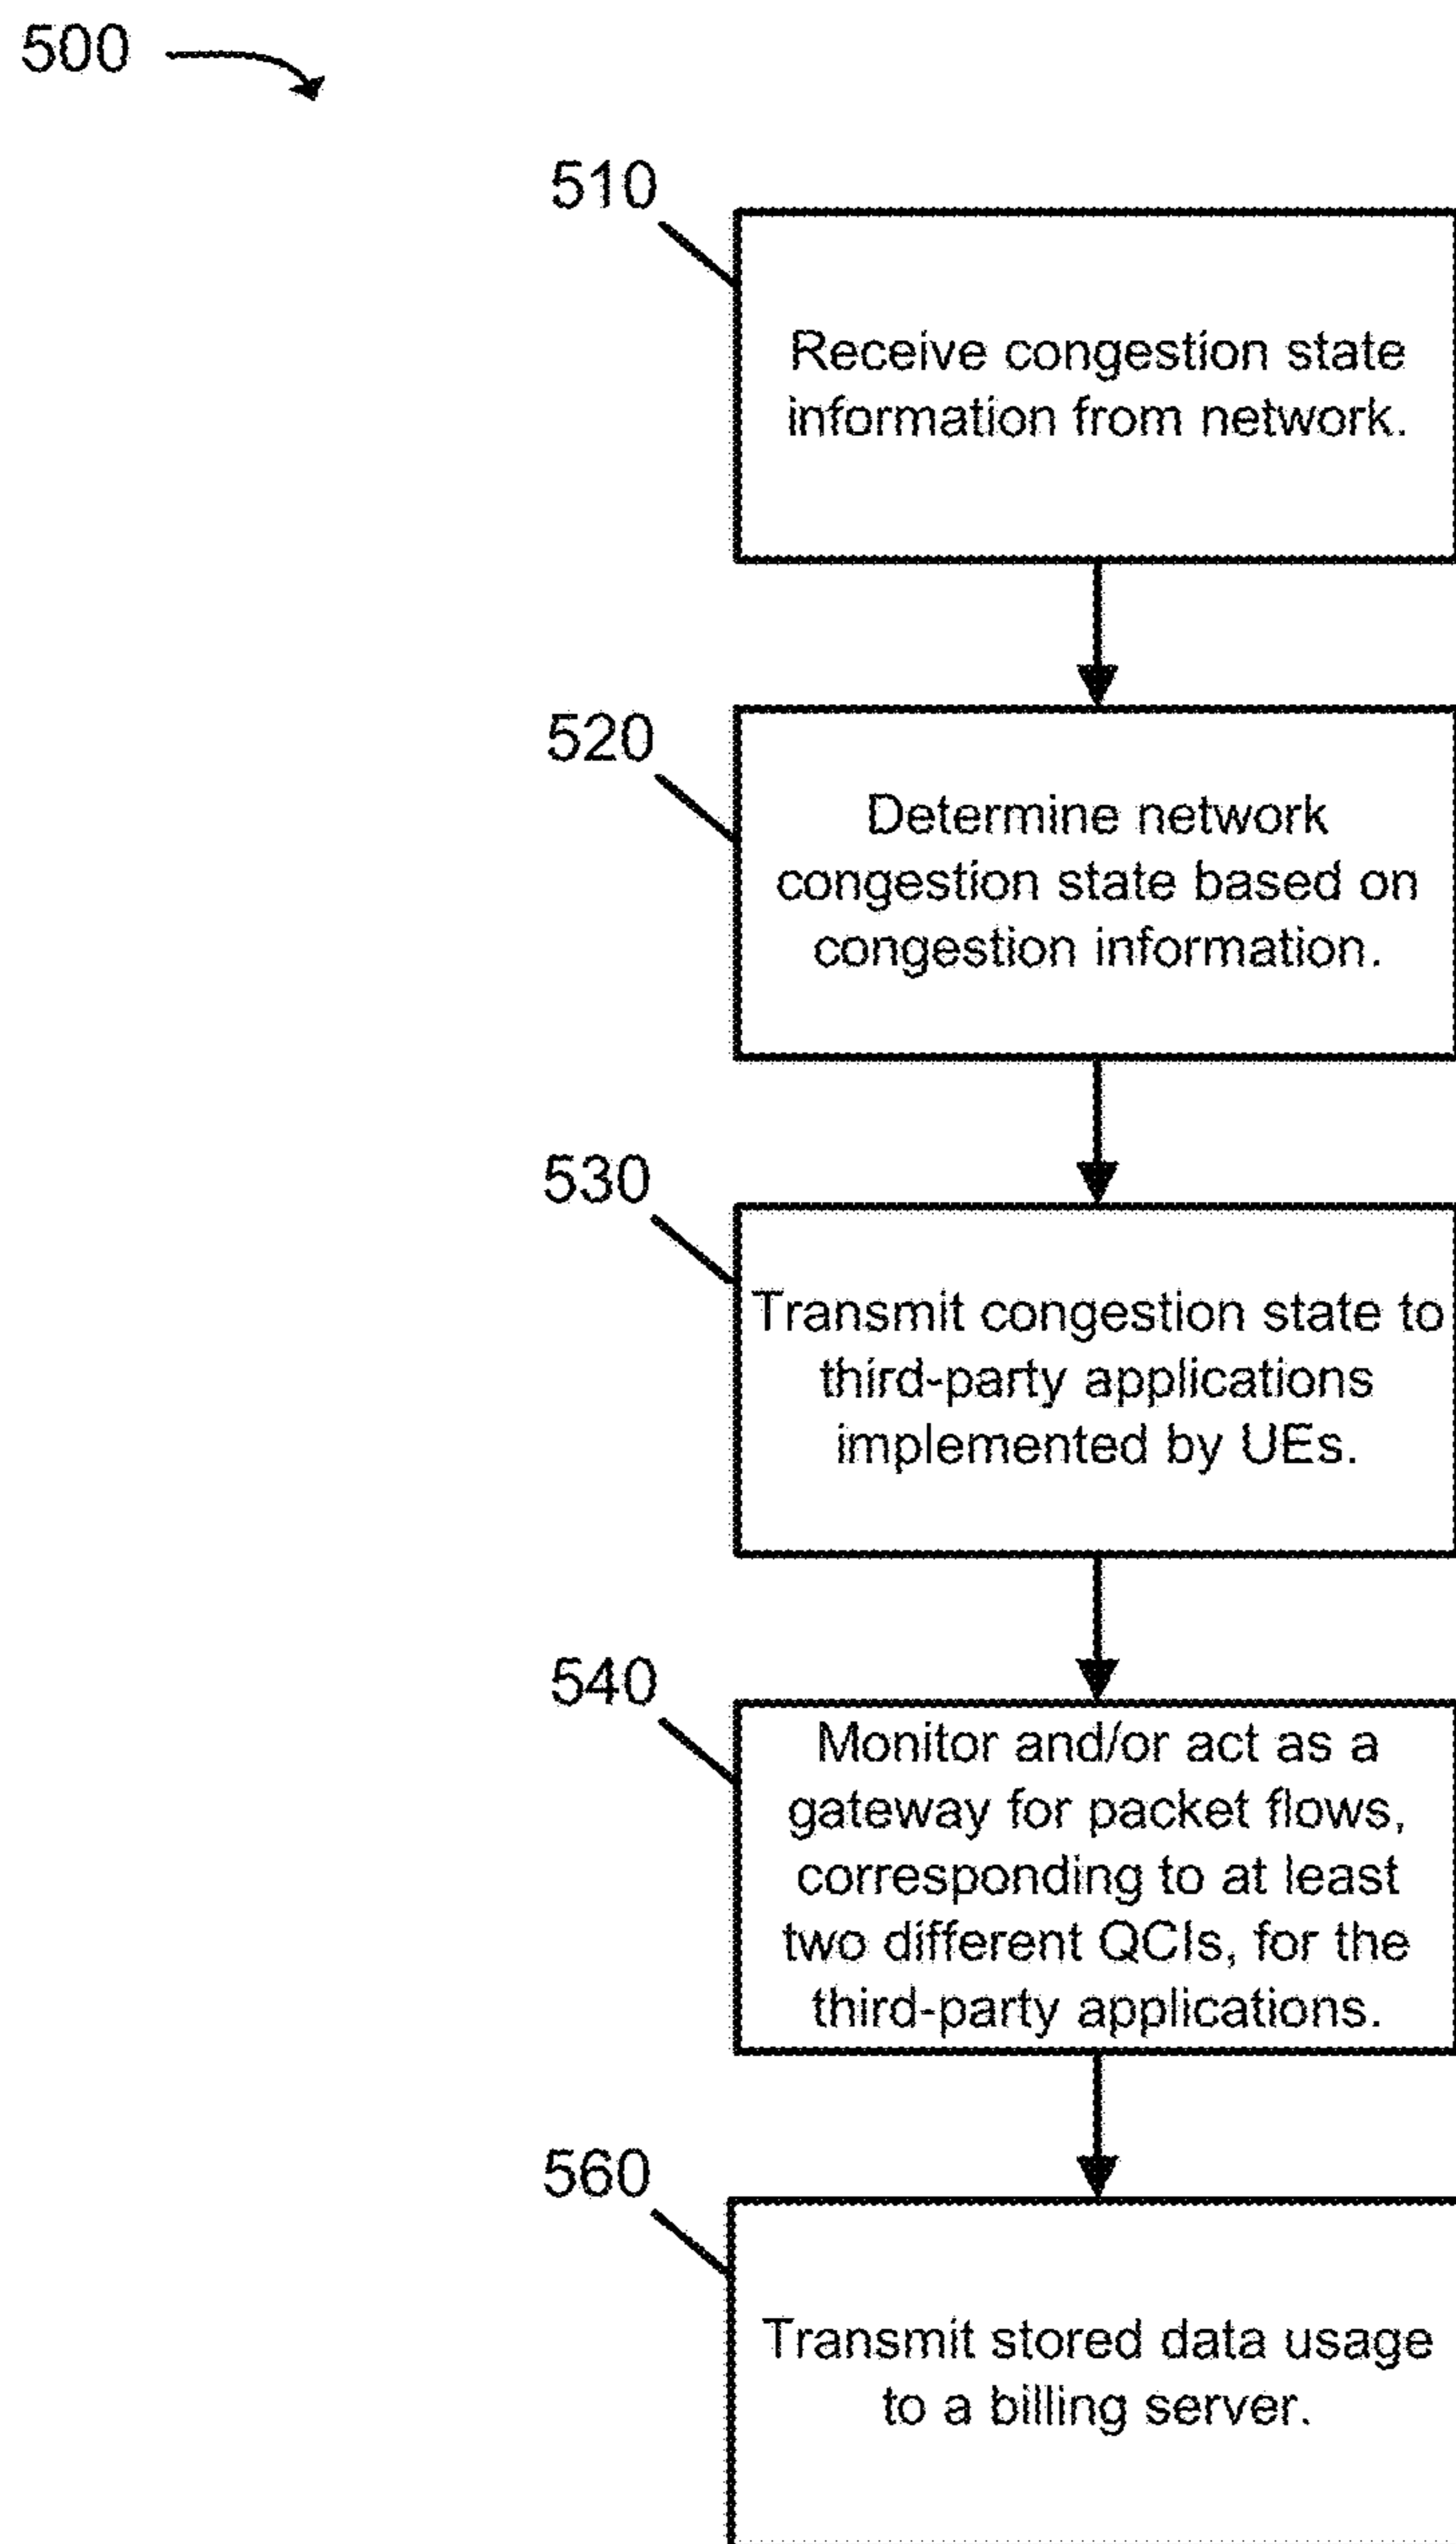 500
510
Receive congestion state
information from network.
520
Determine network
congestion state based on
congestion information.
530
Transmit congestion state to
third-party applications
implemented by UEs.
540
Monitor and/or act as a
gateway for packet flows,
corresponding to at least
two different QCIs, for the
third-party applications.
560
Transmit stored data usage
to a billing server.